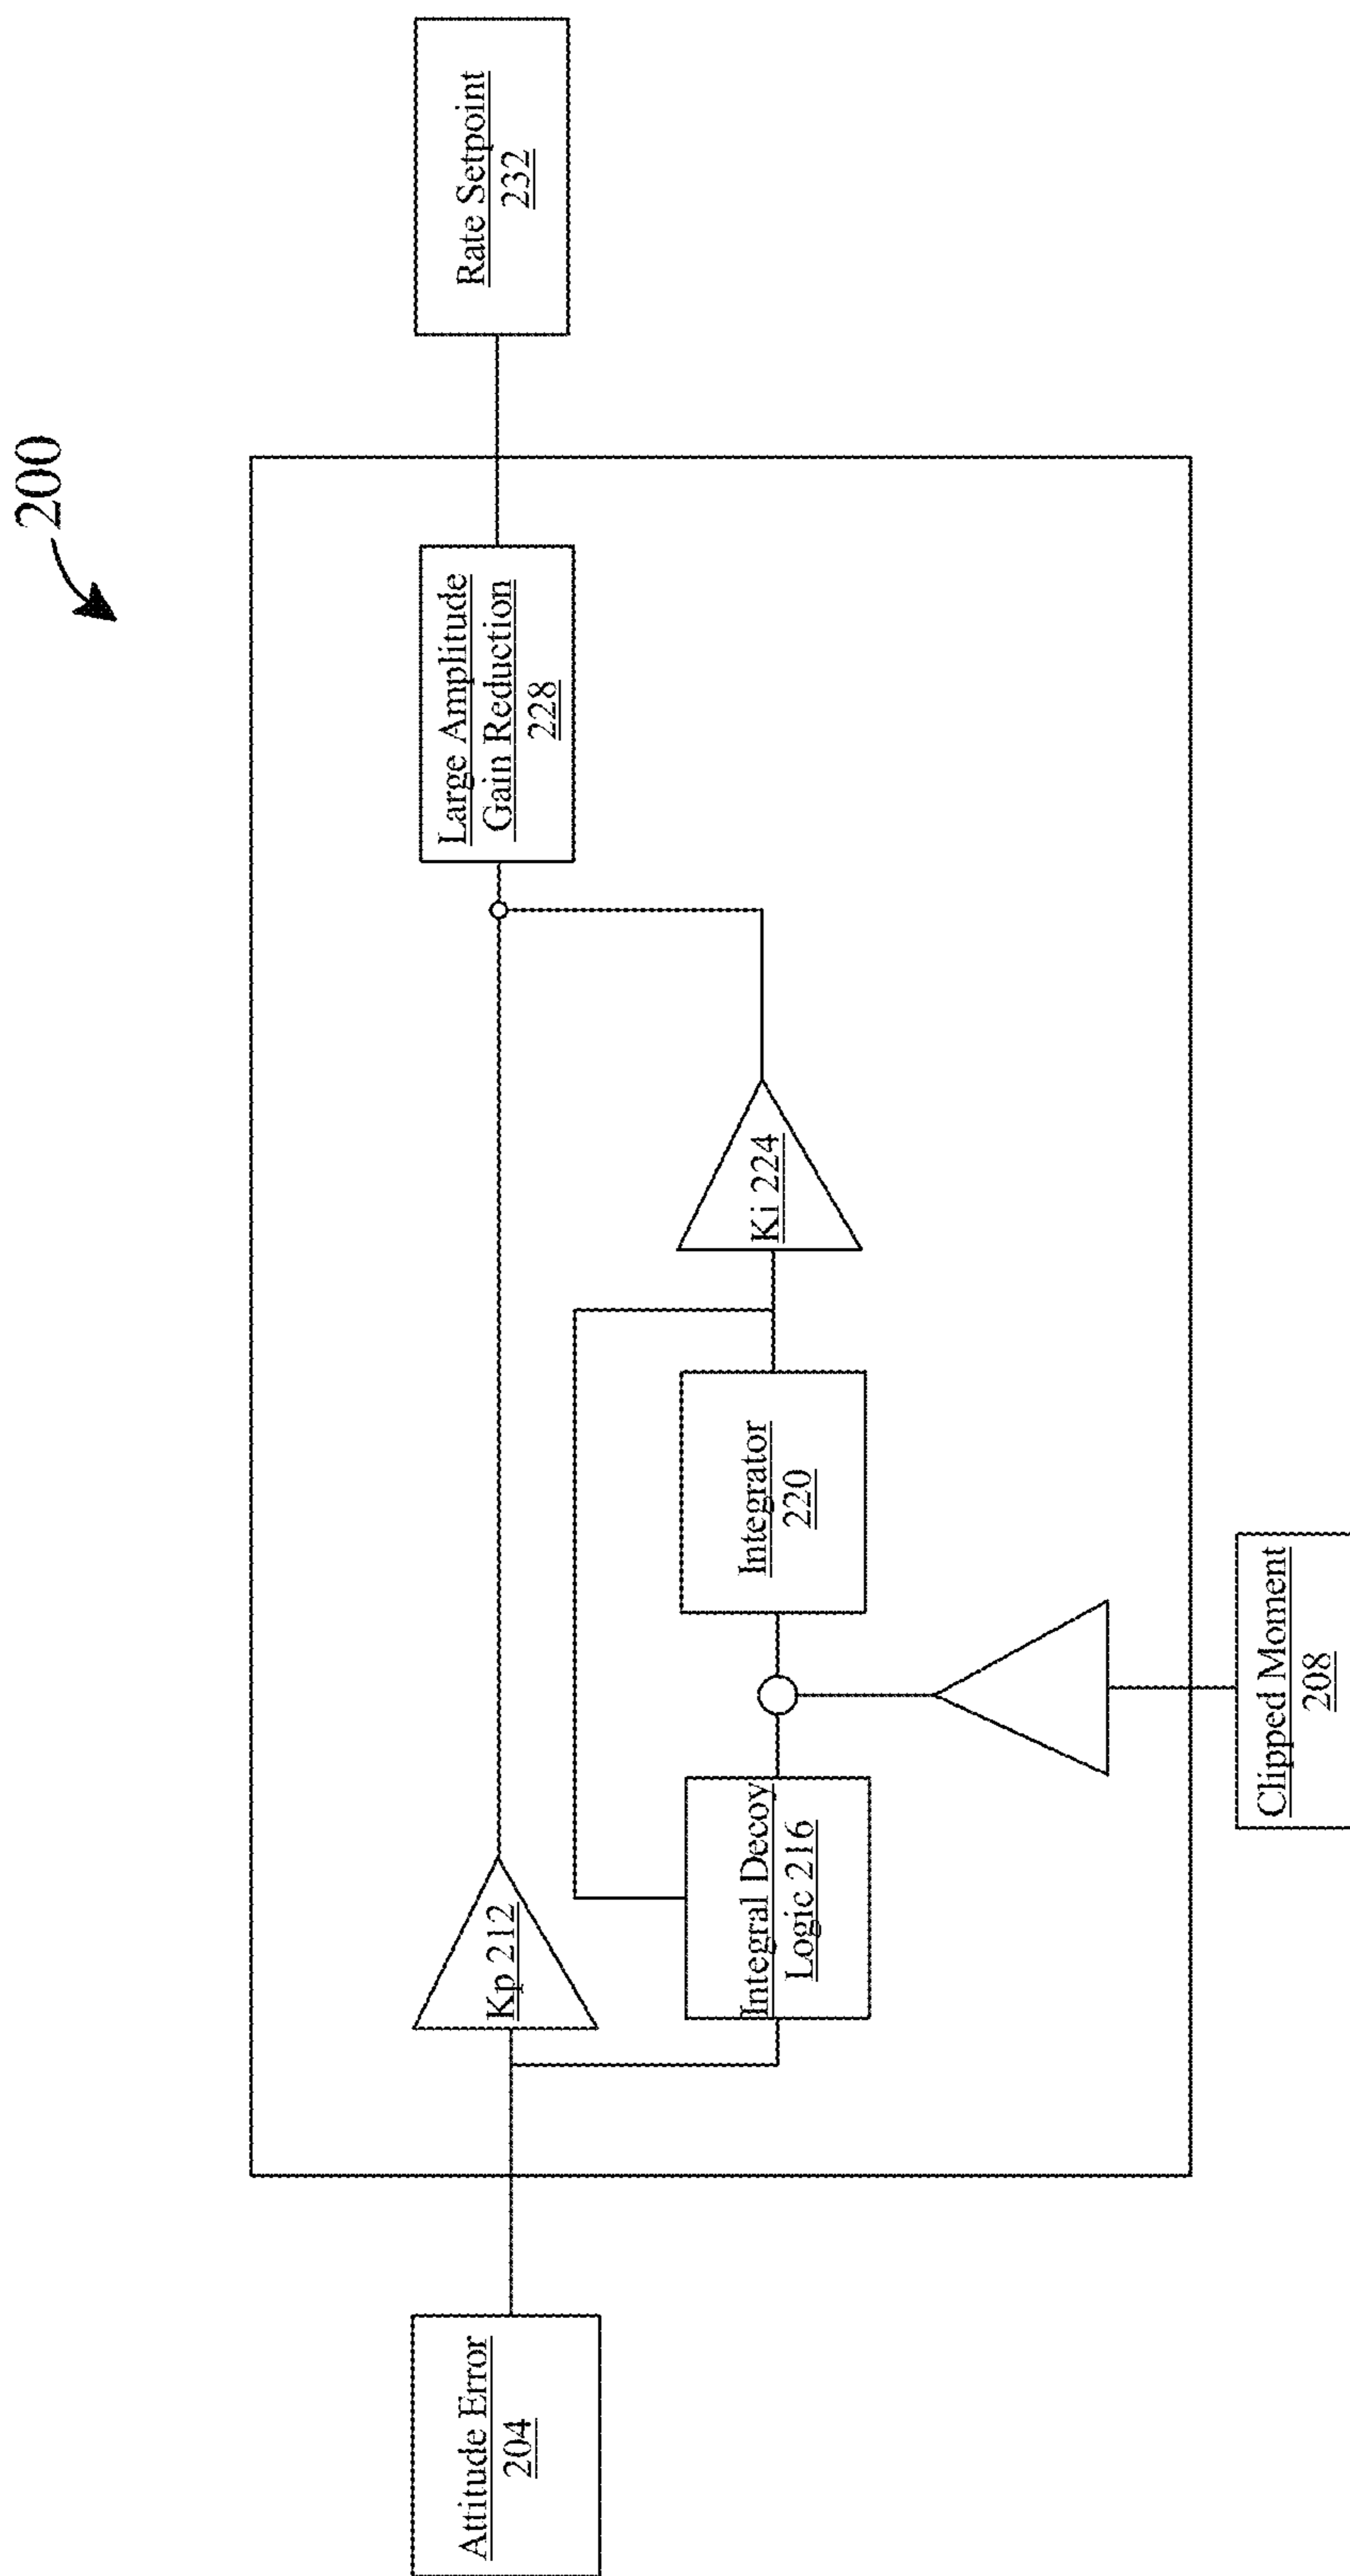 200
Attitude Error
204
Kp 212
Integral Decoy
Logic 216
Integrator
220
Ki 224
Clipped Moment
208
Large Amplitude
Gain Reduction
228
Rate Setpoint
232